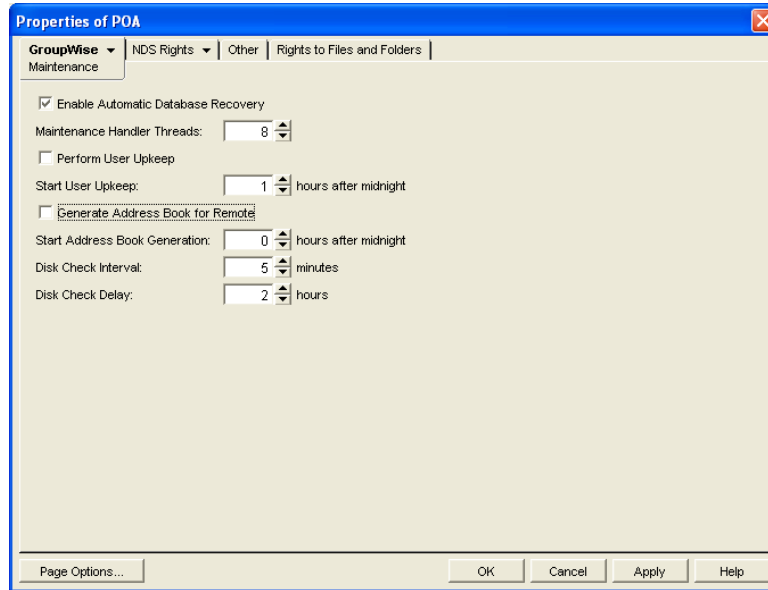 Properties of POA
GroupWise NDS Rights Other Rights to Files and Folders
Maintenance
Enable Automatic Database Recovery
Maintenance Handler Threads: 8
Perform User Upkeep
Start User Upkeep: 1 hours after midnight
Generate Address Book for Remote
Start Address Book Generation: 0 hours after midnight
Disk Check Interval: 5 minutes
Disk Check Delay: 2 hours
Page Options... OK Cancel Apply Help